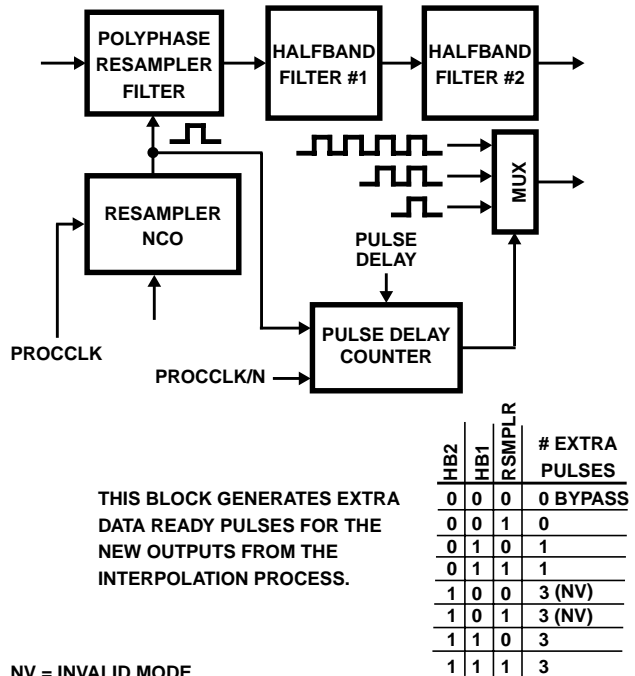 POLYPHASE
RESAMPLER
FILTER
HALFBAND
FILTER #1
HALFBAND
FILTER #2
MUX
RESAMPLER
NCO
PULSE
DELAY
PULSE DELAY
COUNTER
PROCCLK
PROCCLK/N
THIS BLOCK GENERATES EXTRA
DATA READY PULSES FOR THE
NEW OUTPUTS FROM THE
INTERPOLATION PROCESS.
HB2 HB1 RSMPLR # EXTRA PULSES
0 0 0 0 BYPASS
0 0 1 0
0 1 0 1
0 1 1 1
1 0 0 3 (NV)
1 0 1 3 (NV)
1 1 0 3
1 1 1 3
NV = INVALID MODE